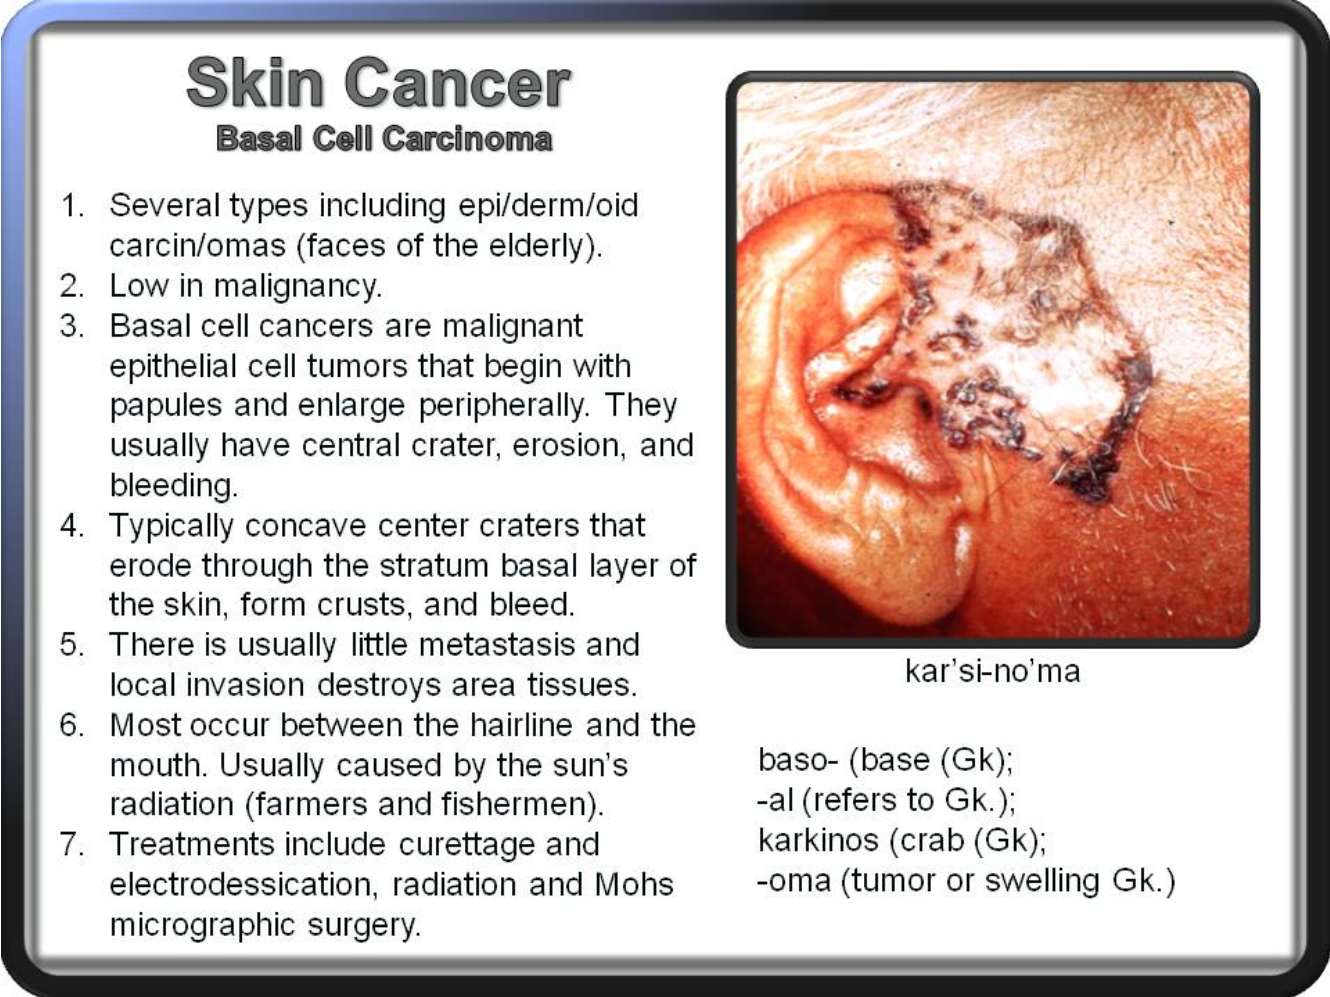 Skin Cancer
Basal Cell Carcinoma
1. Several types including epi/derm/oid
carcin/omas (faces of the elderly).
2. Low in malignancy.
3. Basal cell cancers are malignant
epithelial cell tumors that begin with
papules and enlarge peripherally. They
usually have central crater, erosion, and
bleeding.
4. Typically concave center craters that
erode through the stratum basal layer of
the skin, form crusts, and bleed.
5. There is usually little metastasis and
local invasion destroys area tissues.
6. Most occur between the hairline and the
mouth. Usually caused by the sun’s
radiation (farmers and fishermen).
7. Treatments include curettage and
electrodessication, radiation and Mohs
micrographic surgery.
kar’si-no’ma
baso- (base (Gk);
-al (refers to Gk.);
karkinos (crab (Gk);
-oma (tumor or swelling Gk.)